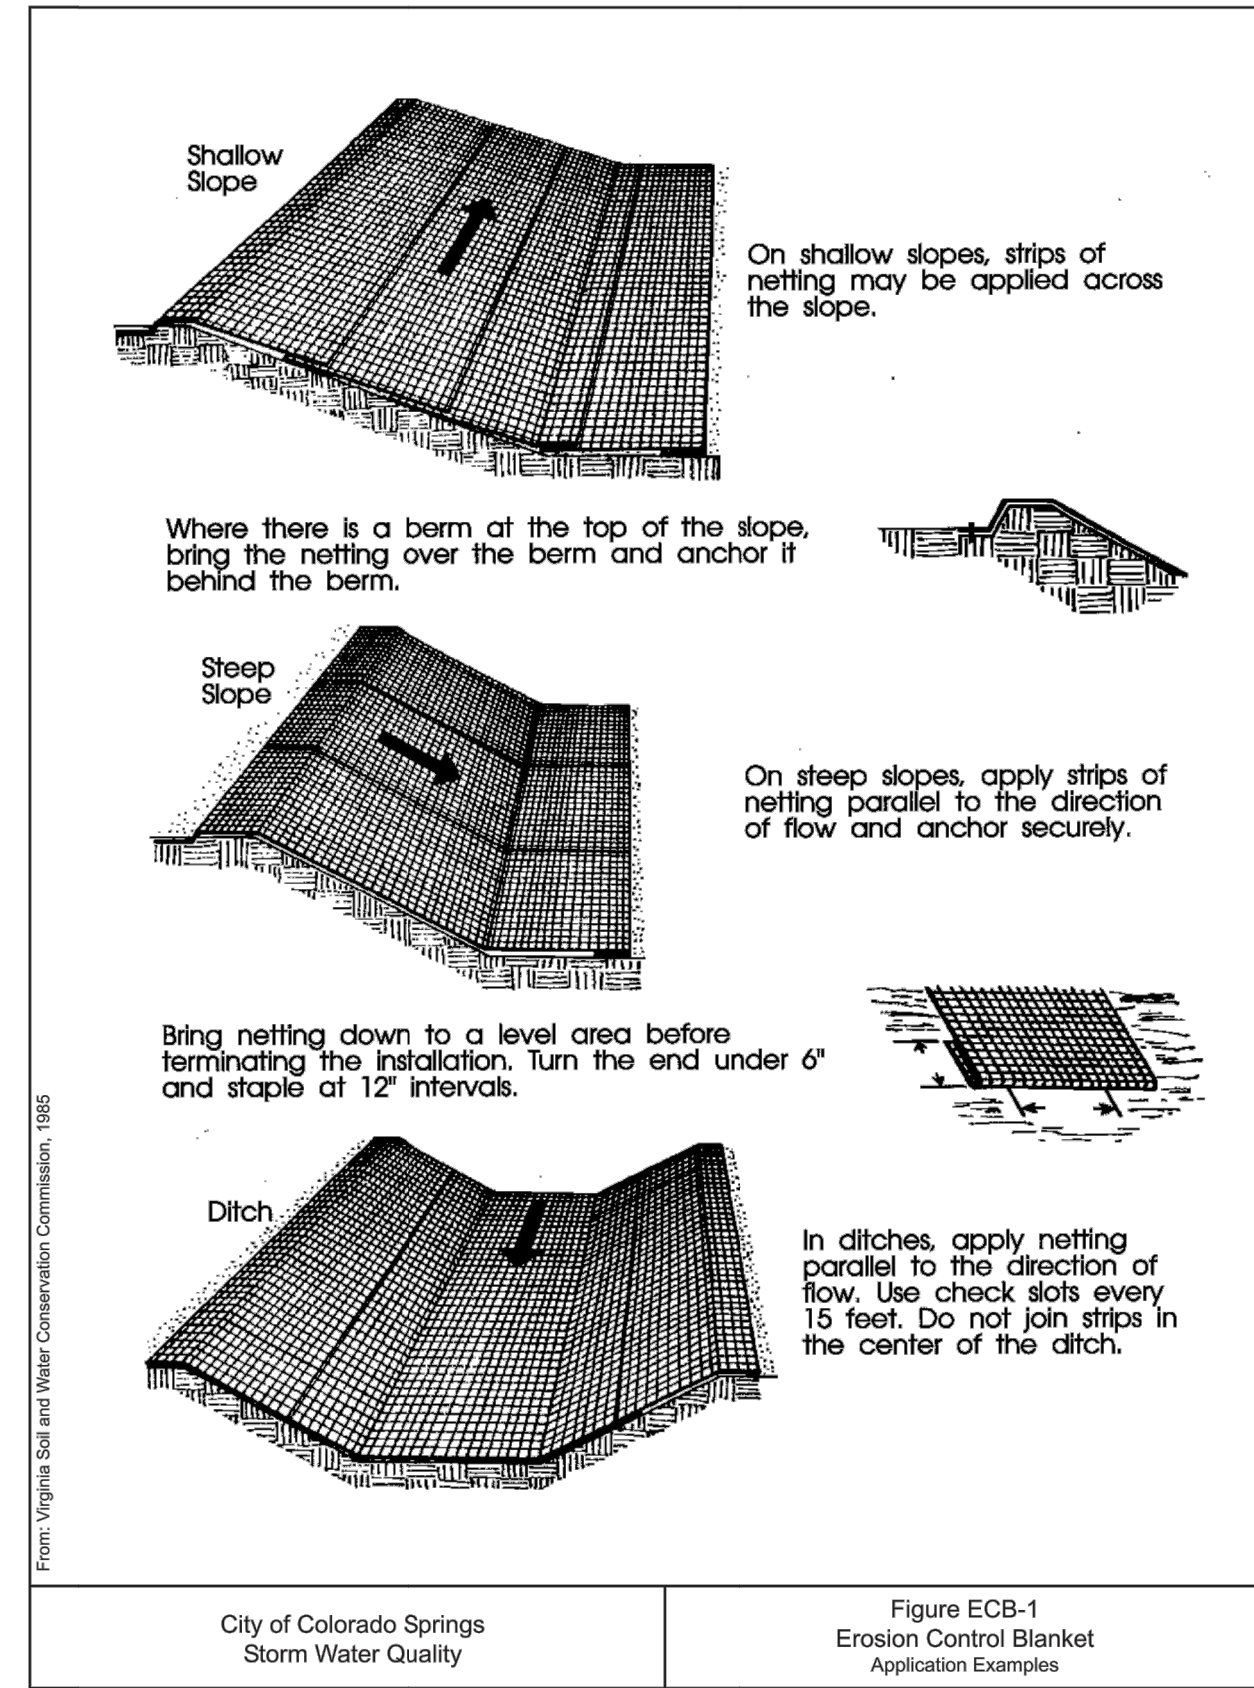 Shallow
Slope
On shallow slopes, strips of
netting may be applied across
the slope.
Where there is a berm at the top of the slope,
bring the netting over the berm and anchor it
behind the berm.
Steep
Slope
On steep slopes, apply strips of
netting parallel to the direction
of flow and anchor securely.
Bring netting down to a level area before
terminating the installation. Turn the end under 6"
and staple at 12" intervals.
Ditch
In ditches, apply netting
parallel to the direction of
flow. Use check slots every
15 feet. Do not join strips in
the center of the ditch.
From: Virginia Soil and Water Conservation Commission, 1985
City of Colorado Springs
Storm Water Quality
Figure ECB-1
Erosion Control Blanket
Application Examples